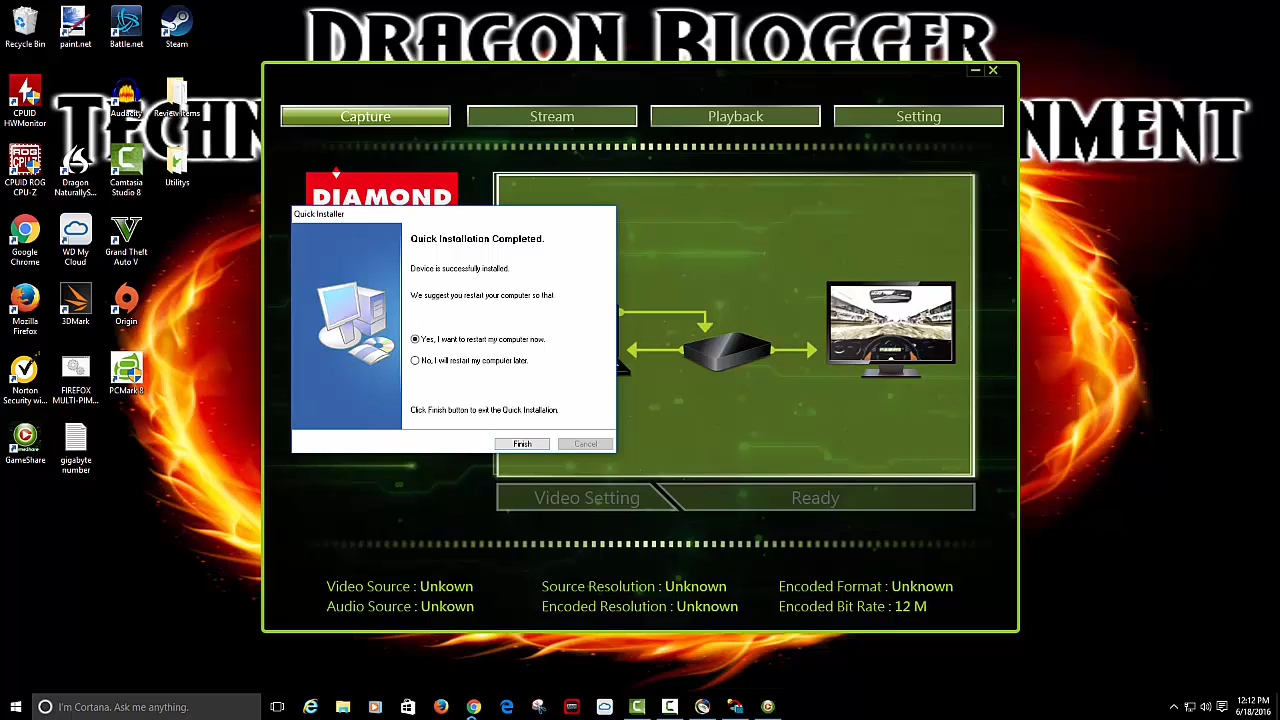 DRAGON BLOGGER
TECHN
NMENT
Recycle Bin
paint.net
Battle.net
Steam
CPUID
HWMonitor
Audacity
Review Items
CPUID ROG
CPU-Z
Dragon
NaturallyS...
Camtasia
Studio 8
Utilitys
Google
Chrome
WD My
Cloud
Grand Theft
Auto V
Mozilla
Firefox
3DMark
Origin
Norton
Security wi...
FIREFOX
MULTI-PIM...
PCMark 8
GameShare
gigabyte
number
Capture
Stream
Playback
Setting
DIAMOND
Quick Installer
Quick Installation Completed.
Device is successfully installed.
We suggest you restart your computer so that
Yes, I want to restart my computer now.
No, I will restart my computer later.
Click Finish button to exit the Quick Installation.
Finish
Cancel
Video Setting
Ready
Video Source : Unkown
Source Resolution : Unknown
Encoded Format : Unknown
Audio Source : Unkown
Encoded Resolution : Unknown
Encoded Bit Rate : 12 M
I'm Cortana. Ask me anything.
12:12 PM
6/18/2016